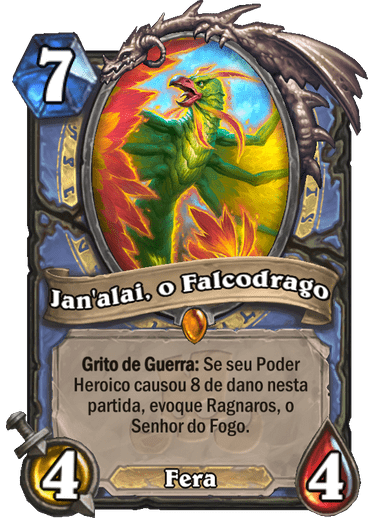 7
Jan'alai, o Falcodrago
Grito de Guerra: Se seu Poder
Heroico causou 8 de dano nesta
partida, evoque Ragnaros, o
Senhor do Fogo.
4
Fera
4